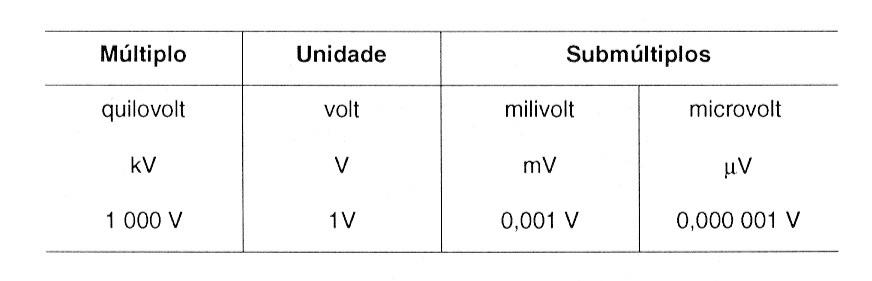 Múltiplo Unidade Submúltiplos
quilovolt volt milivolt microvolt
kV V mV μV
1 000 V 1V 0,001 V 0,000 001 V